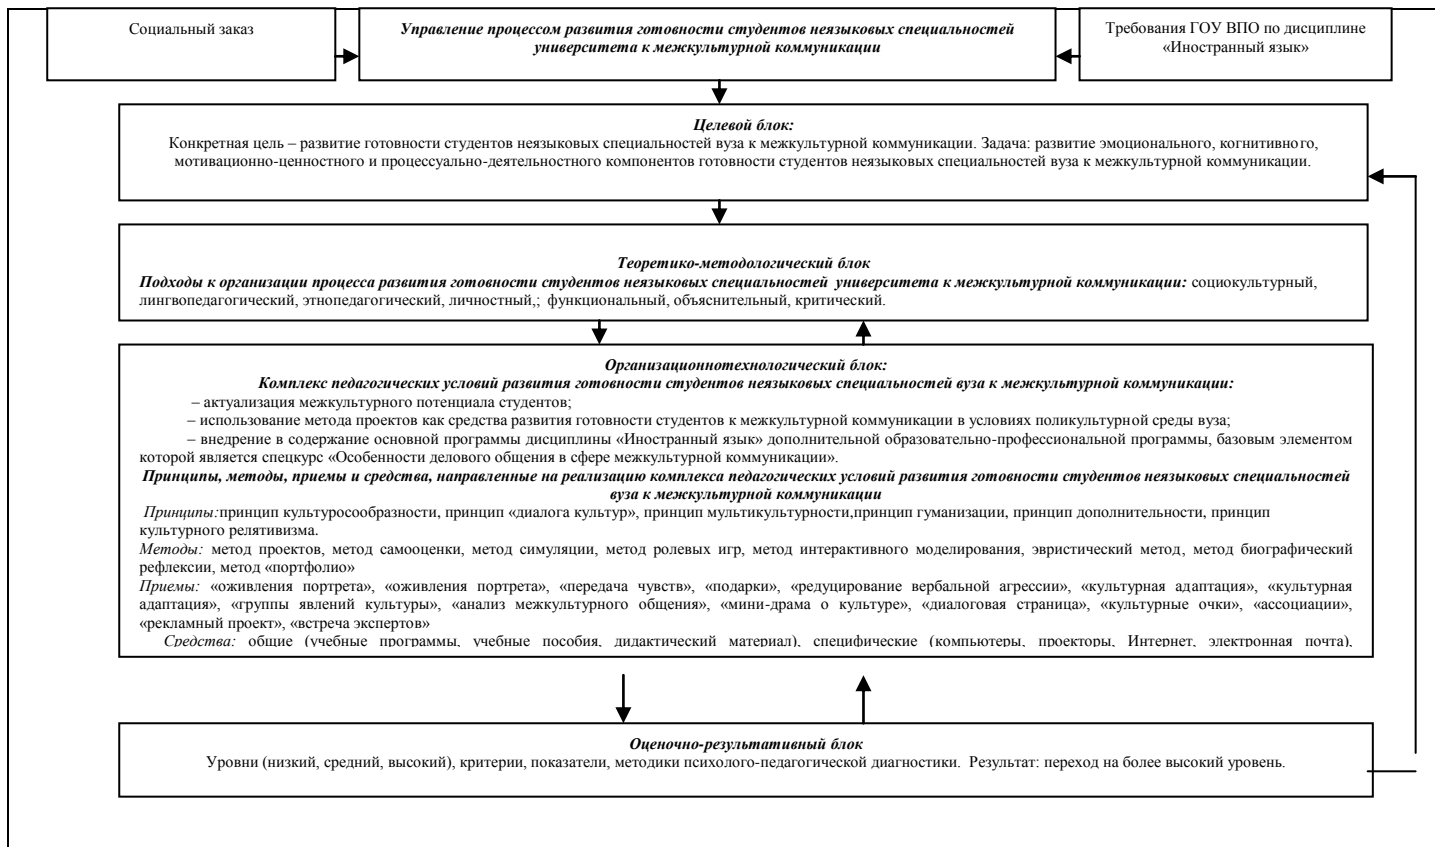 Социальный заказ
Управление процессом развития готовности студентов неязыковых специальностей
университета к межкультурной коммуникации
Требования ГОУ ВПО по дисциплине
«Иностранный язык»
Целевой блок:
Конкретная цель – развитие готовности студентов неязыковых специальностей вуза к межкультурной коммуникации. Задача: развитие эмоционального, когнитивного,
мотивационно-ценностного и процессуально-деятельностного компонентов готовности студентов неязыковых специальностей вуза к межкультурной коммуникации.
Теоретико-методологический блок
Подходы к организации процесса развития готовности студентов неязыковых специальностей университета к межкультурной коммуникации: социокультурный,
лингвопедагогический, этнопедагогический, личностный,; функциональный, объяснительный, критический.
Организационнотехнологический блок:
Комплекс педагогических условий развития готовности студентов неязыковых специальностей вуза к межкультурной коммуникации:
– актуализация межкультурного потенциала студентов;
– использование метода проектов как средства развития готовности студентов к межкультурной коммуникации в условиях поликультурной среды вуза;
– внедрение в содержание основной программы дисциплины «Иностранный язык» дополнительной образовательно-профессиональной программы, базовым элементом
которой является спецкурс «Особенности делового общения в сфере межкультурной коммуникации».
Принципы, методы, приемы и средства, направленные на реализацию комплекса педагогических условий развития готовности студентов неязыковых специальностей
вуза к межкультурной коммуникации
Принципы:принцип культуросообразности, принцип «диалога культур», принцип мультикультурности,принцип гуманизации, принцип дополнительности, принцип
культурного релятивизма.
Методы: метод проектов, метод самооценки, метод симуляции, метод ролевых игр, метод интерактивного моделирования, эвристический метод, метод биографический
рефлексии, метод «портфолио»
Приемы: «оживления портрета», «оживления портрета», «передача чувств», «подарки», «редуцирование вербальной агрессии», «культурная адаптация», «культурная
адаптация», «группы явлений культуры», «анализ межкультурного общения», «мини-драма о культуре», «диалоговая страница», «культурные очки», «ассоциации»,
«рекламный проект», «встреча экспертов»
Средства: общие (учебные программы, учебные пособия, дидактический материал), специфические (компьютеры, проекторы, Интернет, электронная почта),
Оценочно-результативный блок
Уровни (низкий, средний, высокий), критерии, показатели, методики психолого-педагогической диагностики. Результат: переход на более высокий уровень.